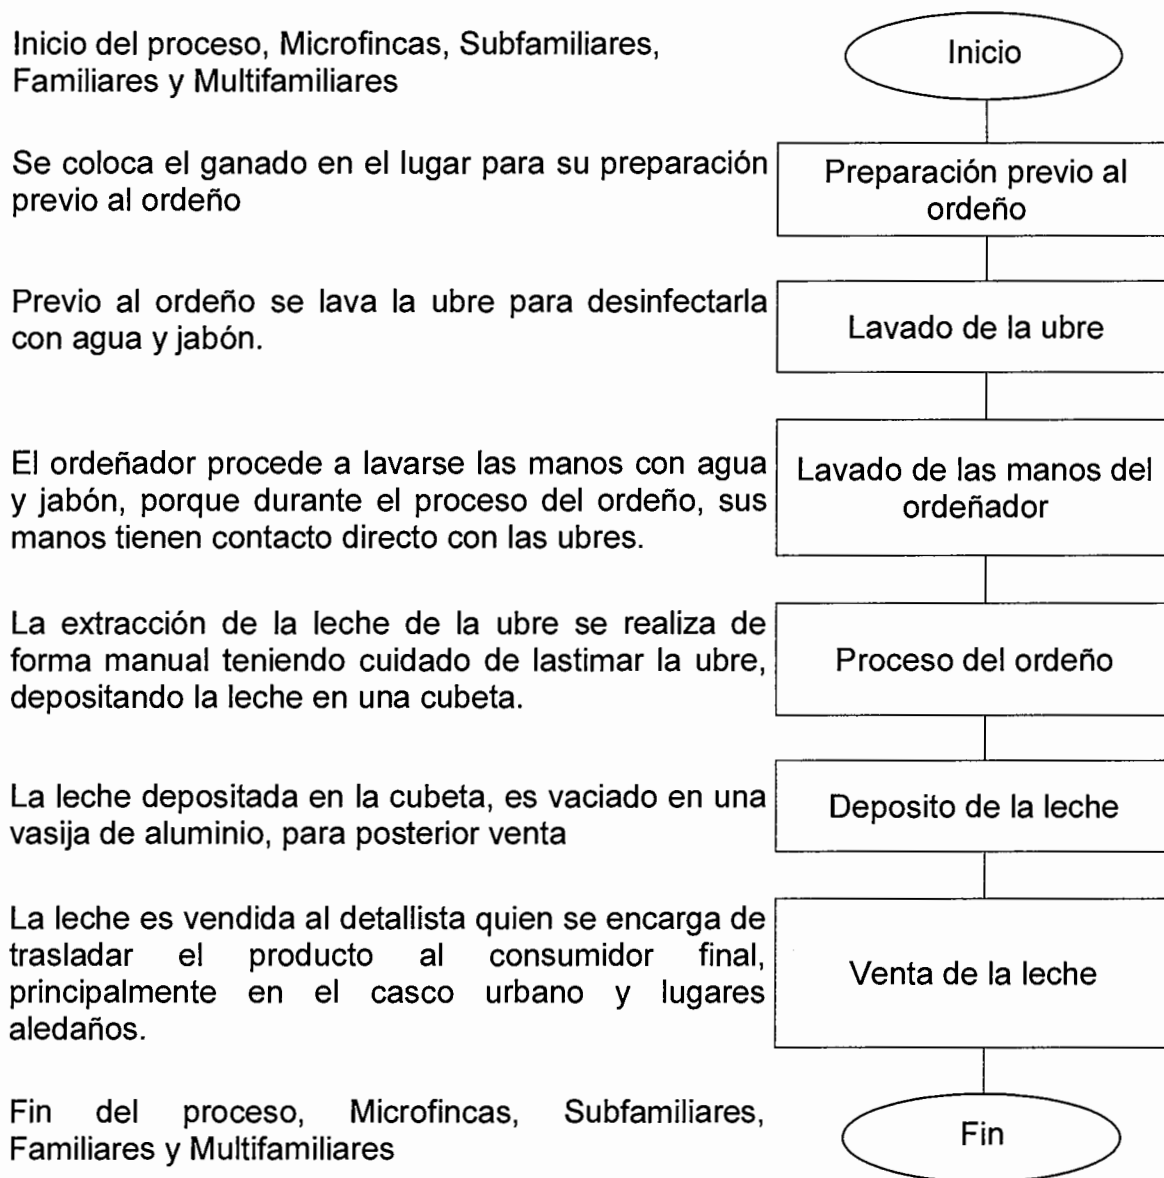 Inicio del proceso, Microfincas, Subfamiliares,
Familiares y Multifamiliares
Inicio
Se coloca el ganado en el lugar para su preparación
previo al ordeño
Preparación previo al
ordeño
Previo al ordeño se lava la ubre para desinfectarla
con agua y jabón.
Lavado de la ubre
El ordeñador procede a lavarse las manos con agua
y jabón, porque durante el proceso del ordeño, sus
manos tienen contacto directo con las ubres.
Lavado de las manos del
ordeñador
La extracción de la leche de la ubre se realiza de
forma manual teniendo cuidado de lastimar la ubre,
depositando la leche en una cubeta.
Proceso del ordeño
La leche depositada en la cubeta, es vaciado en una
vasija de aluminio, para posterior venta
Deposito de la leche
La leche es vendida al detallista quien se encarga de
trasladar el producto al consumidor final,
principalmente en el casco urbano y lugares
aledaños.
Venta de la leche
Fin del proceso, Microfincas, Subfamiliares,
Familiares y Multifamiliares
Fin